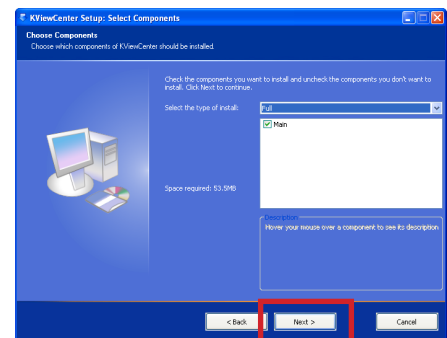 KViewCenter Setup: Select Components
Choose Components
Choose which components of KViewCenter should be installed.
Check the components you want to install and uncheck the components you don't want to
install. Click Next to continue.
Select the type of install:
Full
Main
Space required: 53.5MB
Description
Hover your mouse over a component to see its description
< Back
Next >
Cancel